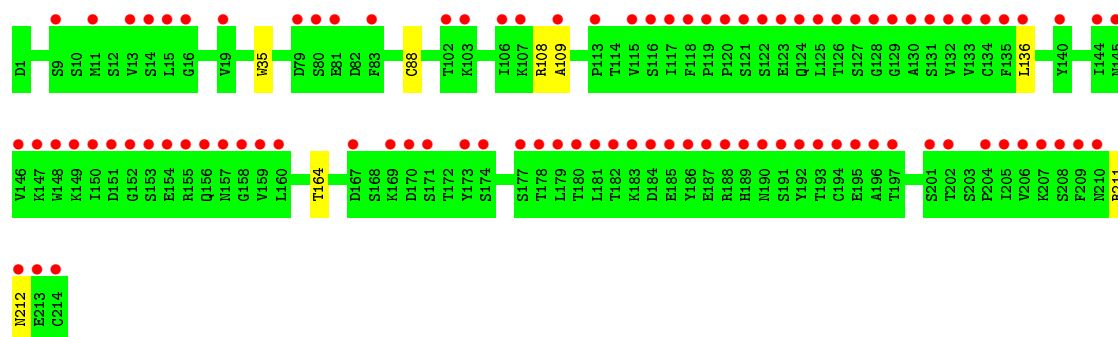 D1 S9 S10 M11 S12 V13 S14 L15 G16 V19 W35 D79 S80 E81 D82 F83 C88 T102 K103 I106 K107 R108 A109 P113 T114 V115 S116 I117 F118 P119 P120 S121 S122 E123 Q124 L125 T126 S127 G128 G129 A130 S131 V132 V133 C134 F135 L136 Y140 I144 N145
V146 K147 W148 K149 I150 D151 G152 S153 E154 R155 Q156 N157 G158 V159 L160 T164 D167 S168 K169 D170 S171 T172 Y173 S174 S177 T178 L179 T180 L181 T182 K183 D184 E185 Y186 E187 R188 H189 N190 S191 Y192 T193 C194 E195 A196 T197 S201 T202 S203 P204 I205 V206 K207 S208 F209 N210 R211
N212 E213 C214